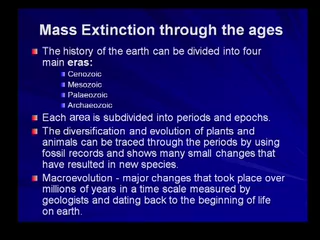 Mass Extinction through the ages
The history of the earth can be divided into four
main eras:
Cenozoic
Mesozoic
Palaeozoic
Archaeozoic
Each area is subdivided into periods and epochs.
The diversification and evolution of plants and
animals can be traced through the periods by using
fossil records and shows many small changes that
have resulted in new species.
Macroevolution - major changes that took place over
millions of years in a time scale measured by
geologists and dating back to the beginning of life
on earth.